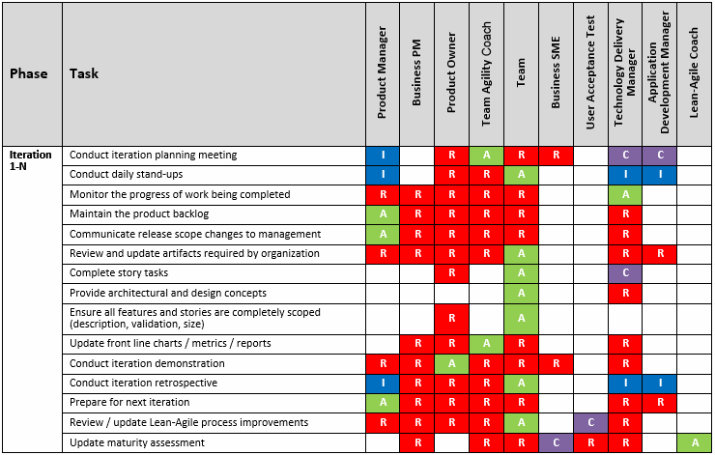 Phase Task Product Manager Business PM Product Owner Team Agility Coach Team Business SME User Acceptance Test Technology Delivery Manager Application Development Manager Lean-Agile Coach
Iteration 1-N
Conduct iteration planning meeting I R A R R C C
Conduct daily stand-ups I R R A I I
Monitor the progress of work being completed R R R R R A
Maintain the product backlog A R R R R R
Communicate release scope changes to management A R R R R R
Review and update artifacts required by organization R R R R A R R
Complete story tasks R A C
Provide architectural and design concepts A R
Ensure all features and stories are completely scoped
(description, validation, size) R A
Update front line charts / metrics / reports R R A R R
Conduct iteration demonstration R R A R R R R
Conduct iteration retrospective I R R R A I I
Prepare for next iteration A R R R R R R
Review / update Lean-Agile process improvements R R R R A C R
Update maturity assessment R R R C R R A